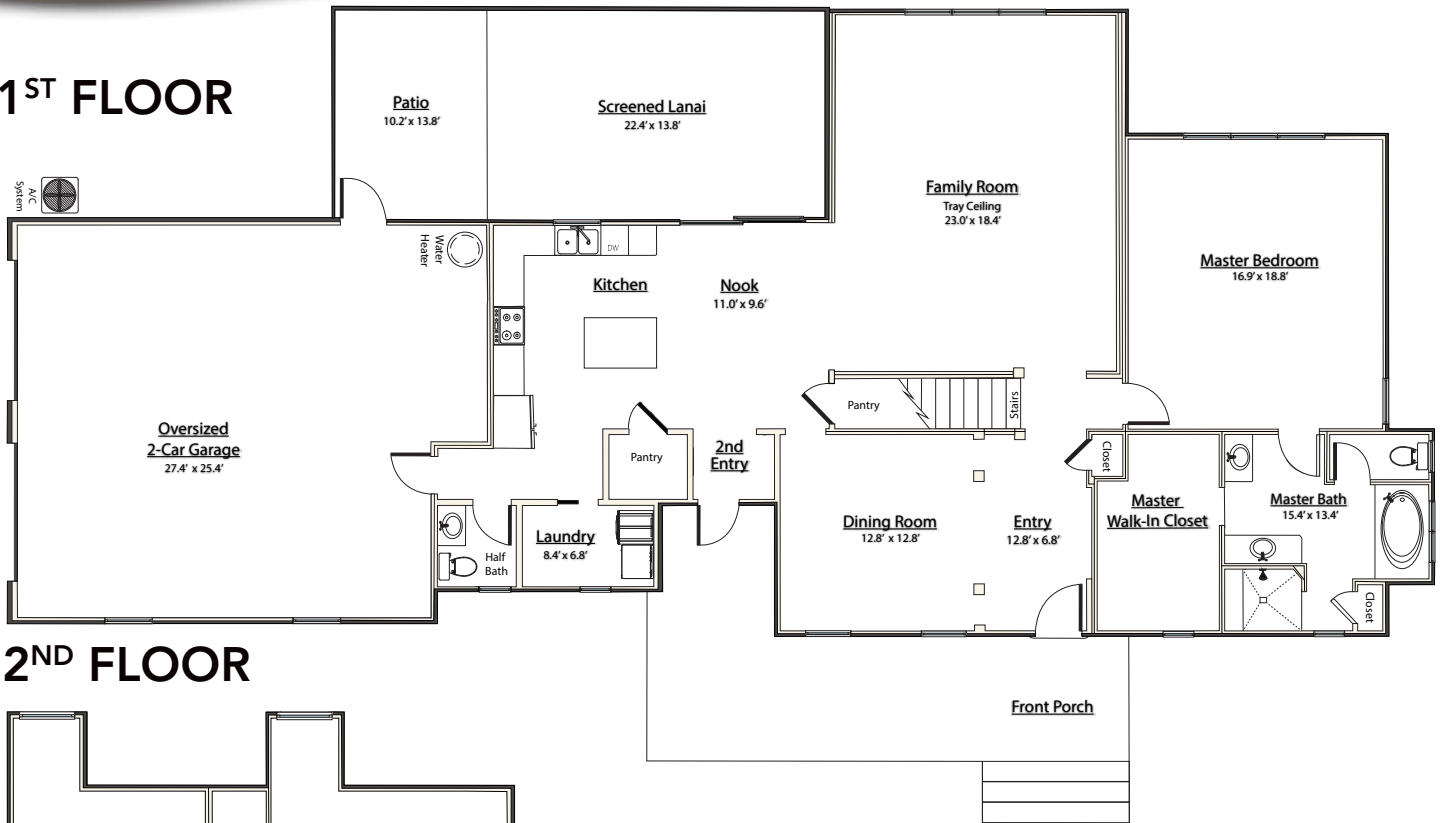 1ST FLOOR
Patio
10.2' x 13.8'
Screened Lanai
22.4' x 13.8'
Family Room
Tray Ceiling
23.0' x 18.4'
A/C
System
Water
Heater
DW
Kitchen
Nook
11.0' x 9.6'
Master Bedroom
16.9' x 18.8'
Oversized
2-Car Garage
27.4' x 25.4'
Pantry
Stairs
Pantry
2nd
Entry
Closet
Half
Bath
Laundry
8.4' x 6.8'
Dining Room
12.8' x 12.8'
Entry
12.8' x 6.8'
Master
Walk-In Closet
Master Bath
15.4' x 13.4'
Closet
2ND FLOOR
Front Porch